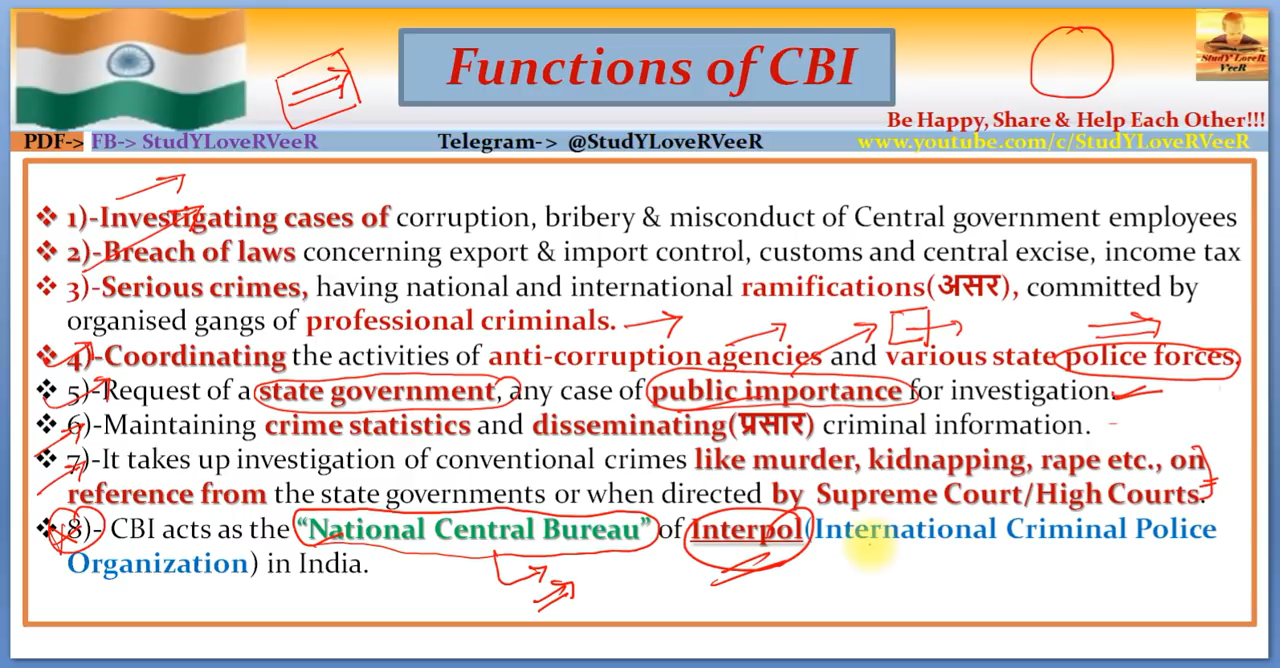 Functions of CBI
StudY LoveR
VeeR
Be Happy, Share & Help Each Other!!!
PDF-> FB-> StudYLoveRVeeR Telegram-> @StudYLoveRVeeR www.youtube.com/c/StudYLoveRVeeR
❖ 1)-Investigating cases of corruption, bribery & misconduct of Central government employees
❖ 2)-Breach of laws concerning export & import control, customs and central excise, income tax
❖ 3)-Serious crimes, having national and international ramifications(असर), committed by
organised gangs of professional criminals.
❖ 4)-Coordinating the activities of anti-corruption agencies and various state police forces.
❖ 5)-Request of a state government, any case of public importance for investigation.
❖ 6)-Maintaining crime statistics and disseminating(प्रसार) criminal information.
❖ 7)-It takes up investigation of conventional crimes like murder, kidnapping, rape etc., on
reference from the state governments or when directed by Supreme Court/High Courts.
❖ 8)- CBI acts as the “National Central Bureau” of Interpol(International Criminal Police
Organization) in India.